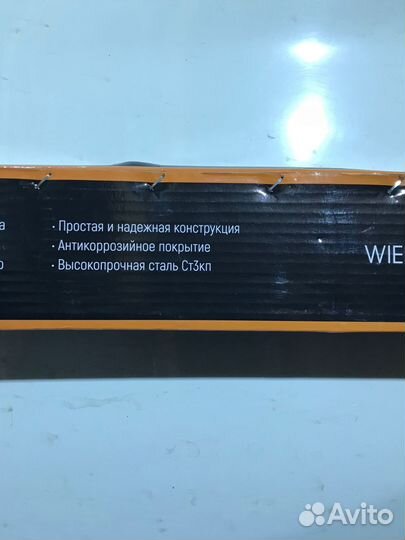 а
· Простая и надежная конструкция
· Антикоррозийное покрытие
о
· Высокопрочная сталь Ст3кп
WIE
Avito